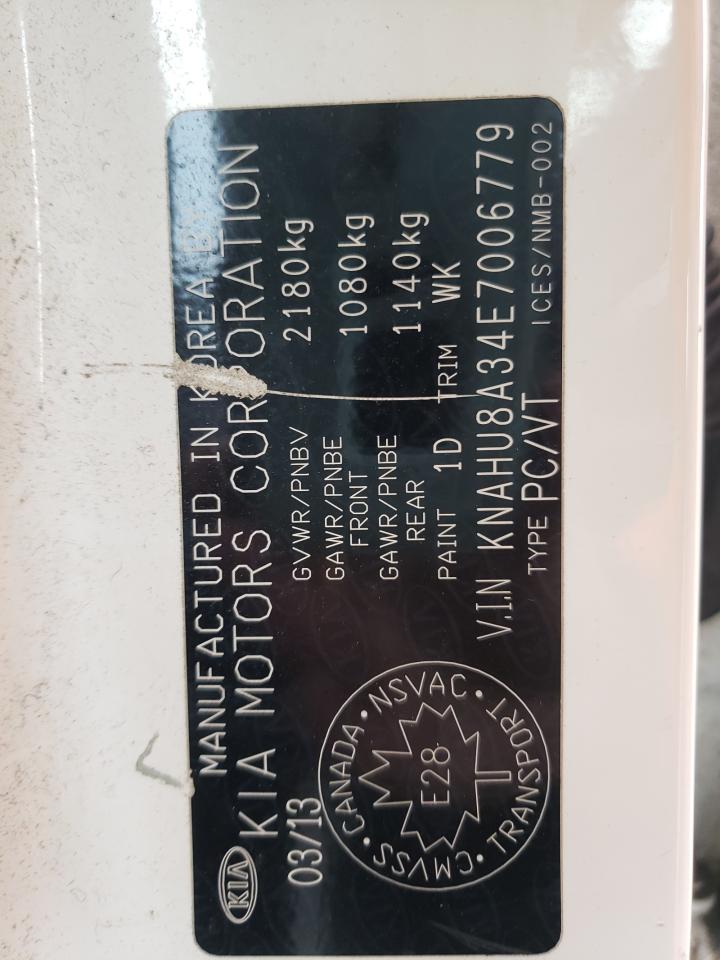 KIA
MANUFACTURED IN KOREA BY
KIA MOTORS CORPORATION
03/13
GVWR/PNBV 2180kg
GAWR/PNBE FRONT 1080kg
GAWR/PNBE REAR 1140kg
PAINT 1D TRIM WK
V.I.N KNAHU8A34E7006779
TYPE PC/VT ICES/NMB-002
CANADA • NSVAC • TRANSPORT • CMVSS •
E28